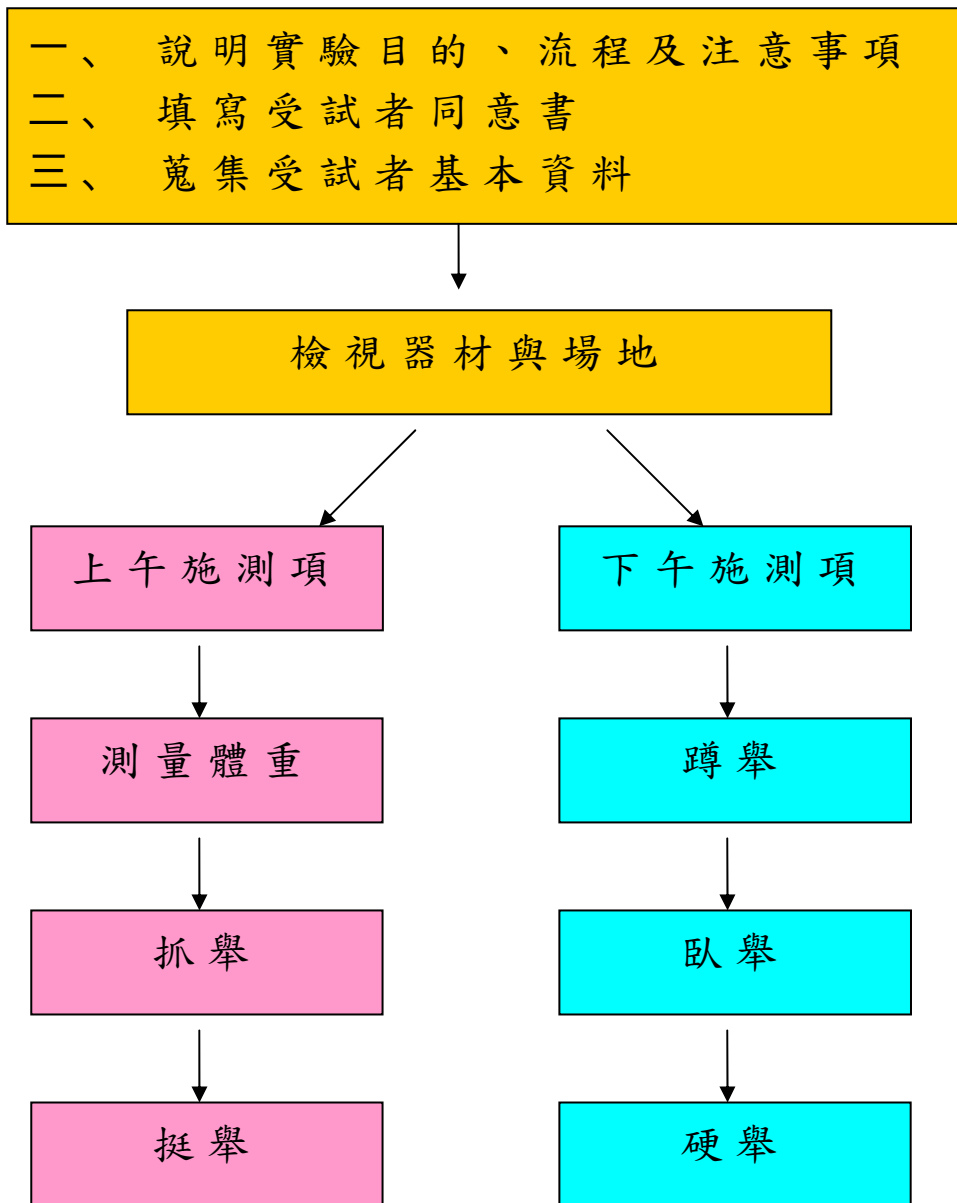 一、 說明實驗目的、流程及注意事項
二、 填寫受試者同意書
三、 蒐集受試者基本資料
檢視器材與場地
上午施測項
下午施測項
測量體重
蹲舉
抓舉
臥舉
挺舉
硬舉